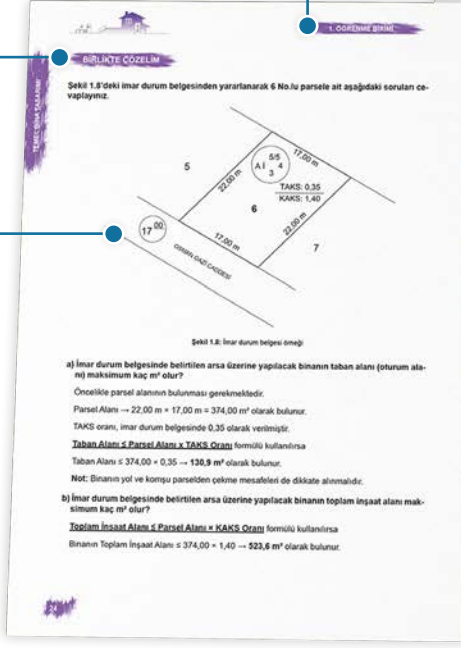 1. ÖĞRENME BİRİMİ
BİRLİKTE ÇÖZELİM
TEMEL BİNA TASARIMI
Şekil 1.8'deki imar durum belgesinden yararlanarak 6 No.lu parsele ait aşağıdaki soruları ce-
vaplayınız.
5
22,00 m
A İ 5/5 4 3
17,00 m
TAKS: 0,35
KAKS: 1,40
6
22,00 m
7
17,00 m
17 00
OSMAN GAZİ CADDESİ
Şekil 1.8: İmar durum belgesi örneği
a) İmar durum belgesinde belirtilen arsa üzerine yapılacak binanın taban alanı (oturum ala-
nı) maksimum kaç m² olur?
Öncelikle parsel alanının bulunması gerekmektedir.
Parsel Alanı → 22,00 m × 17,00 m = 374,00 m² olarak bulunur.
TAKS oranı, imar durum belgesinde 0,35 olarak verilmiştir.
Taban Alanı ≤ Parsel Alanı x TAKS Oranı formülü kullanılırsa
Taban Alanı ≤ 374,00 × 0,35 → 130,9 m² olarak bulunur.
Not: Binanın yol ve komşu parselden çekme mesafeleri de dikkate alınmalıdır.
b) İmar durum belgesinde belirtilen arsa üzerine yapılacak binanın toplam inşaat alanı mak-
simum kaç m² olur?
Toplam İnşaat Alanı ≤ Parsel Alanı × KAKS Oranı formülü kullanılırsa
Binanın Toplam İnşaat Alanı ≤ 374,00 × 1,40 → 523,6 m² olarak bulunur.
24